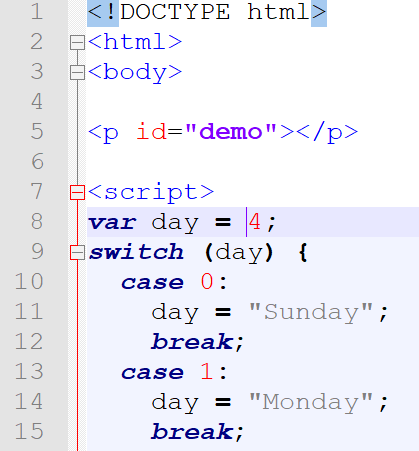 1 <!DOCTYPE html>
2 <html>
3 <body>
4
5 <p id="demo"></p>
6
7 <script>
8 var day = 4;
9 switch (day) {
10   case 0:
11     day = "Sunday";
12     break;
13   case 1:
14     day = "Monday";
15     break;